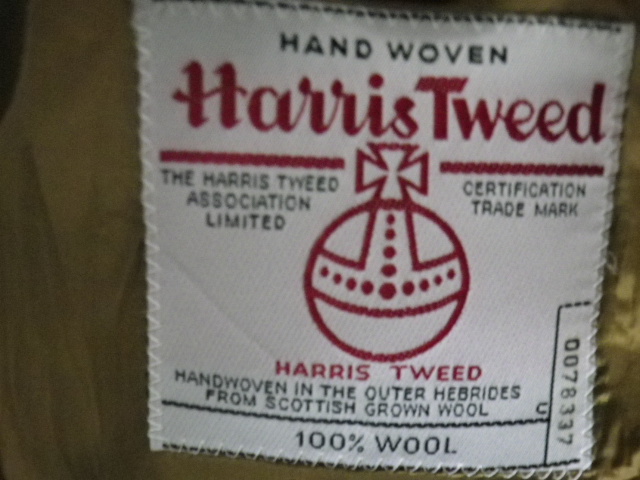 HAND WOVEN
Harris Tweed
THE HARRIS TWEED
ASSOCIATION
LIMITED
CERTIFICATION
TRADE MARK
HARRIS TWEED
HANDWOVEN IN THE OUTER HEBRIDES
FROM SCOTTISH GROWN WOOL
C
100% WOOL
0078337